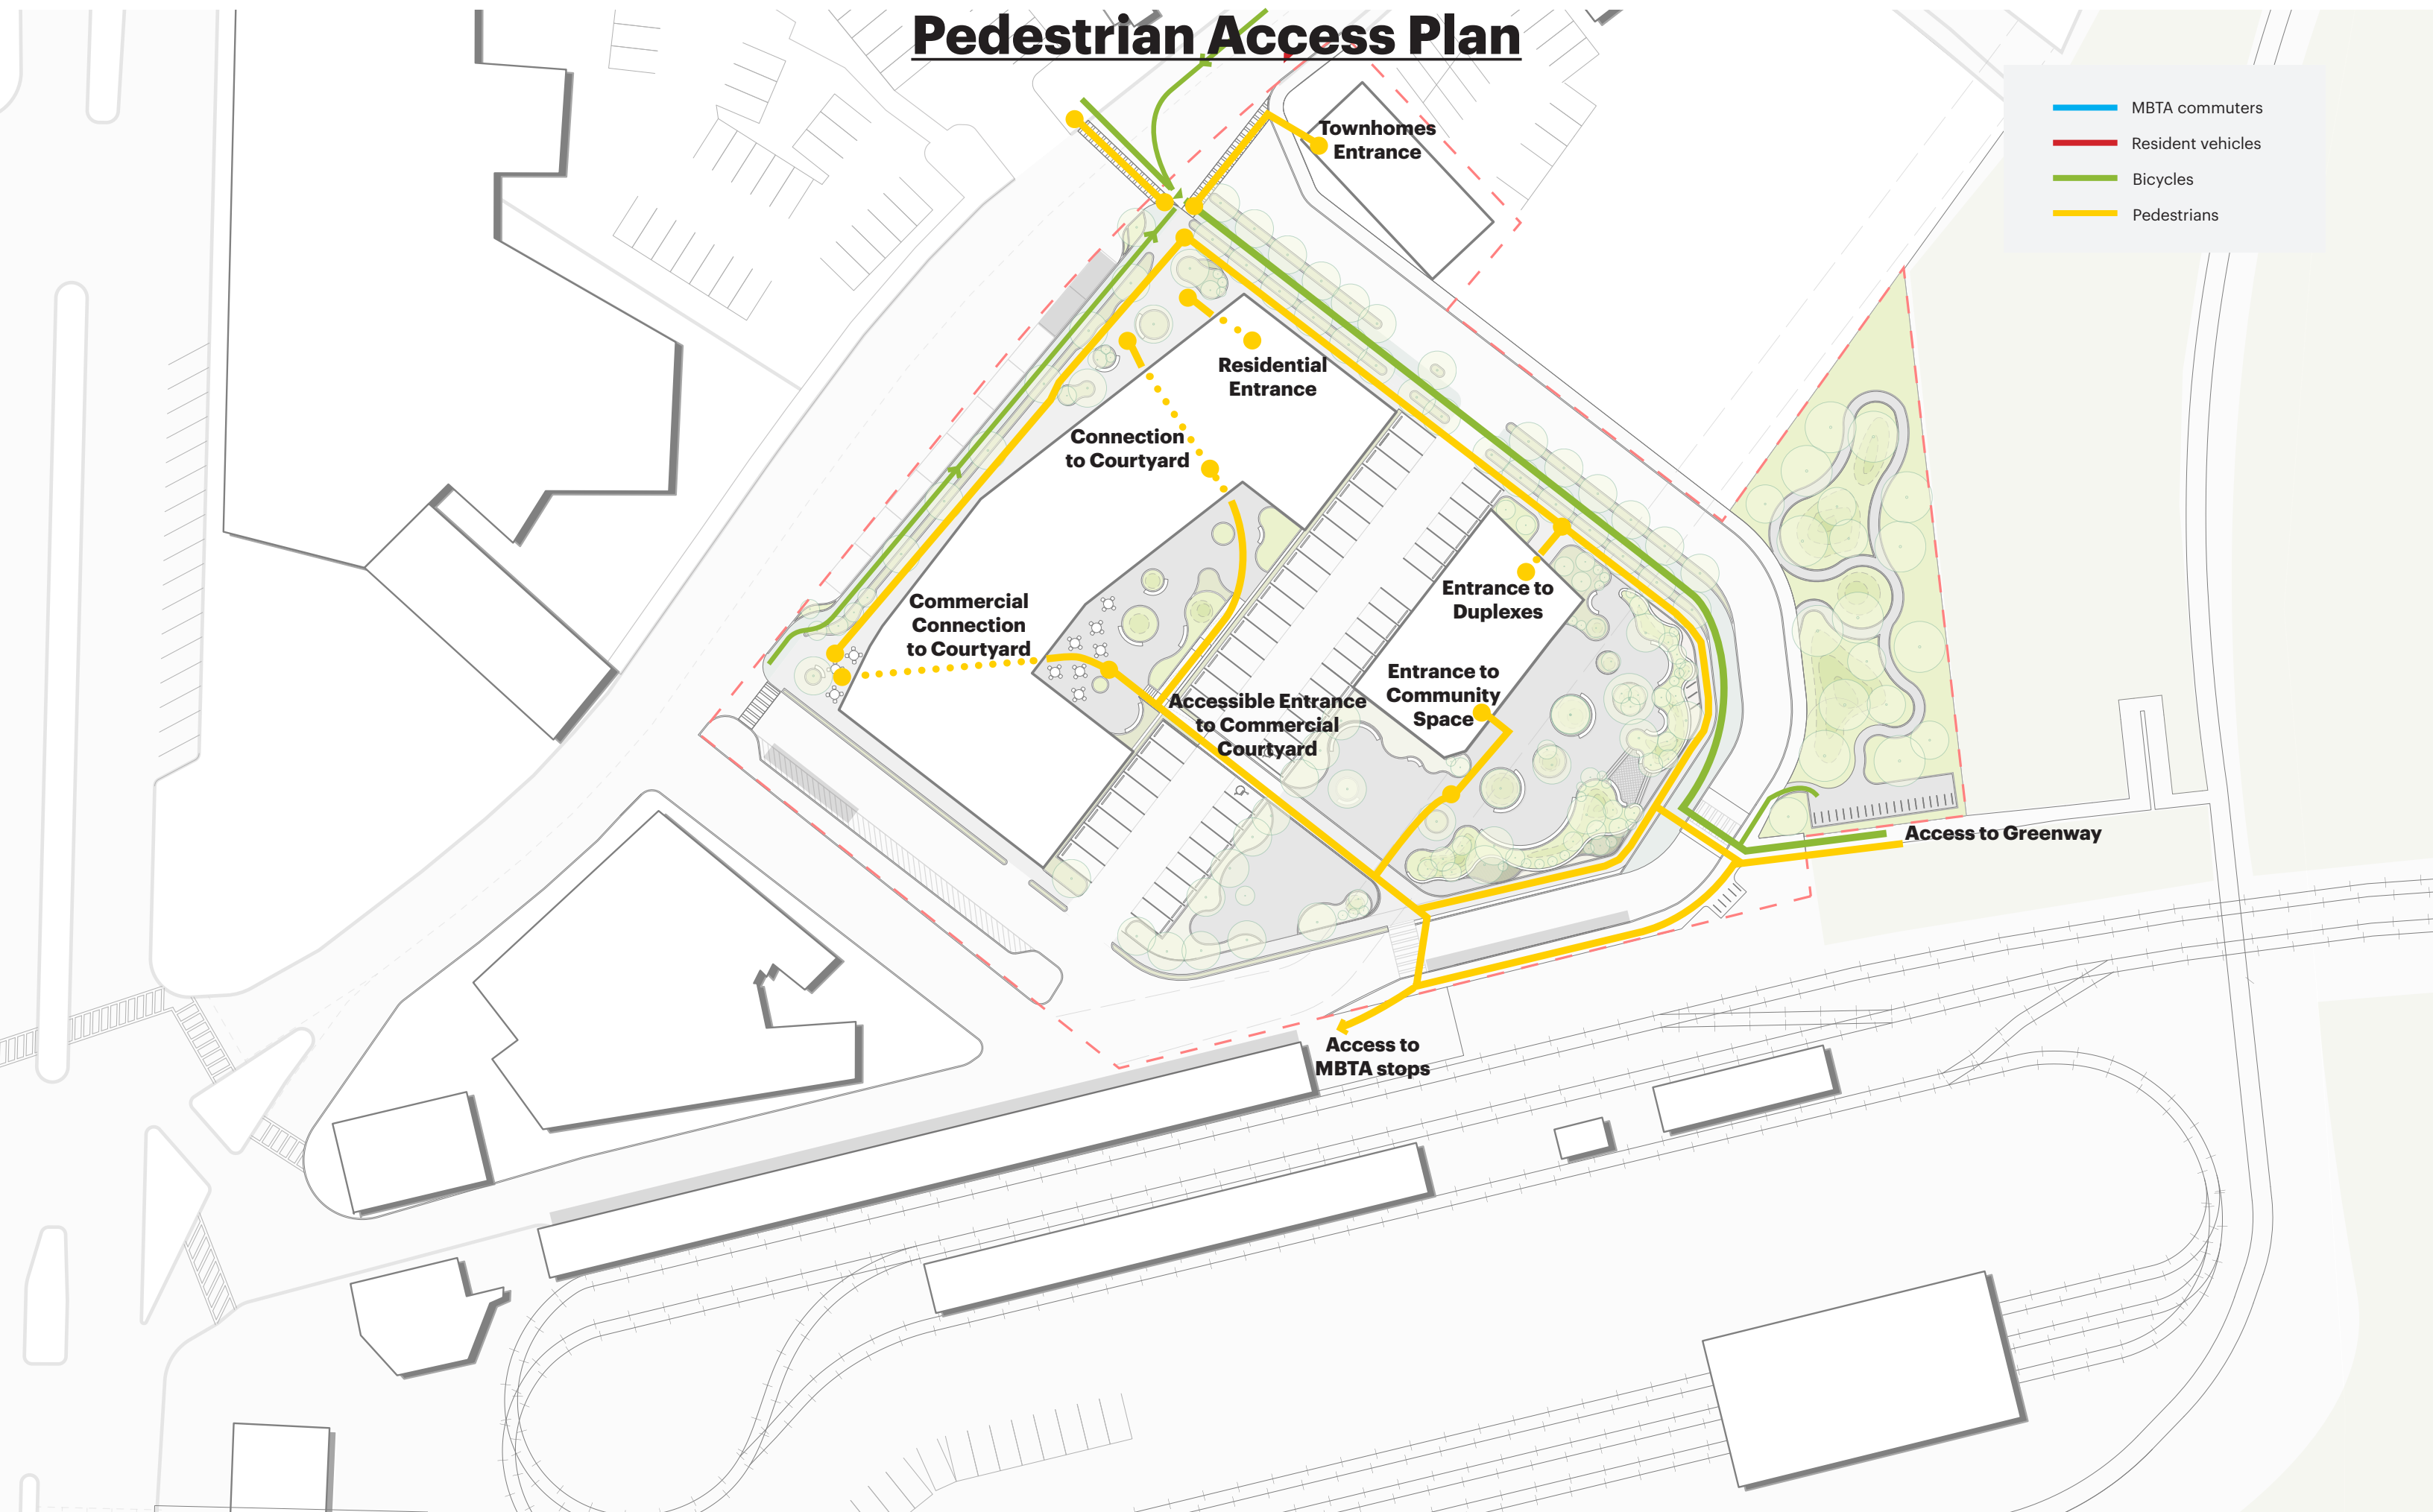 Pedestrian Access Plan
MBTA commuters
Resident vehicles
Bicycles
Pedestrians
Townhomes
Entrance
Residential
Entrance
Connection
to Courtyard
Commercial
Connection
to Courtyard
Entrance to
Duplexes
Entrance to
Community
Space
Accessible Entrance
to Commercial
Courtyard
Access to Greenway
Access to
MBTA stops